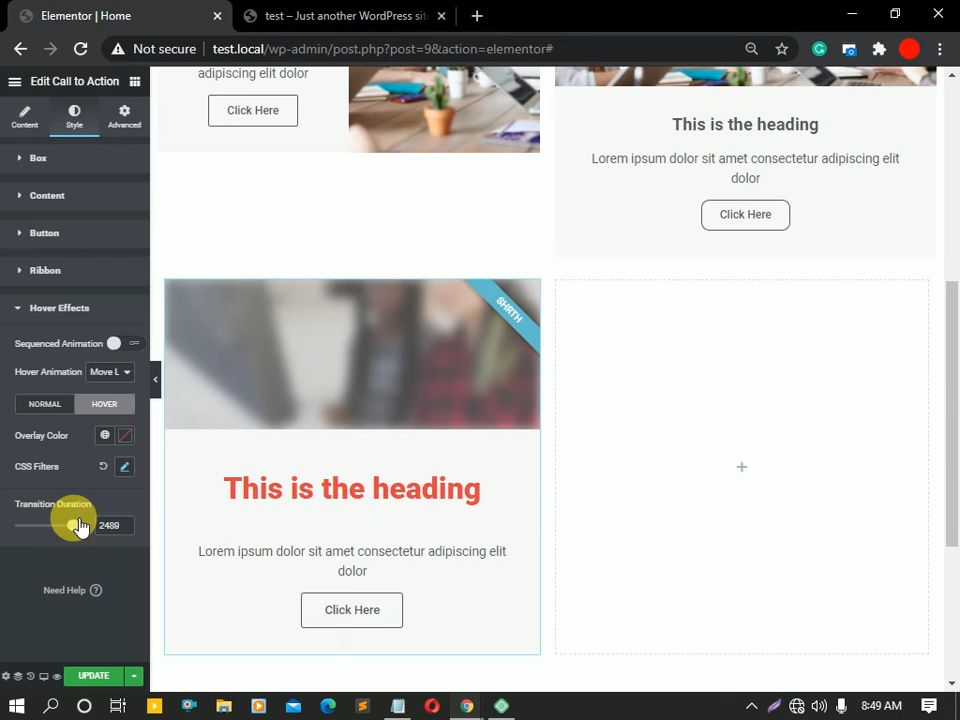 Elementor | Home
test – Just another WordPress sit
Not secure
test.local/wp-admin/post.php?post=9&action=elementor#
Edit Call to Action
Content
Style
Advanced
Box
Content
Button
Ribbon
Hover Effects
Sequenced Animation
OFF
Hover Animation
Move L
NORMAL
HOVER
Overlay Color
CSS Filters
Transition Duration
2489
Need Help
?
UPDATE
adipiscing elit dolor
Click Here
This is the heading
Lorem ipsum dolor sit amet consectetur adipiscing elit
dolor
Click Here
SHRTH
This is the heading
Lorem ipsum dolor sit amet consectetur adipiscing elit
dolor
Click Here
8:49 AM